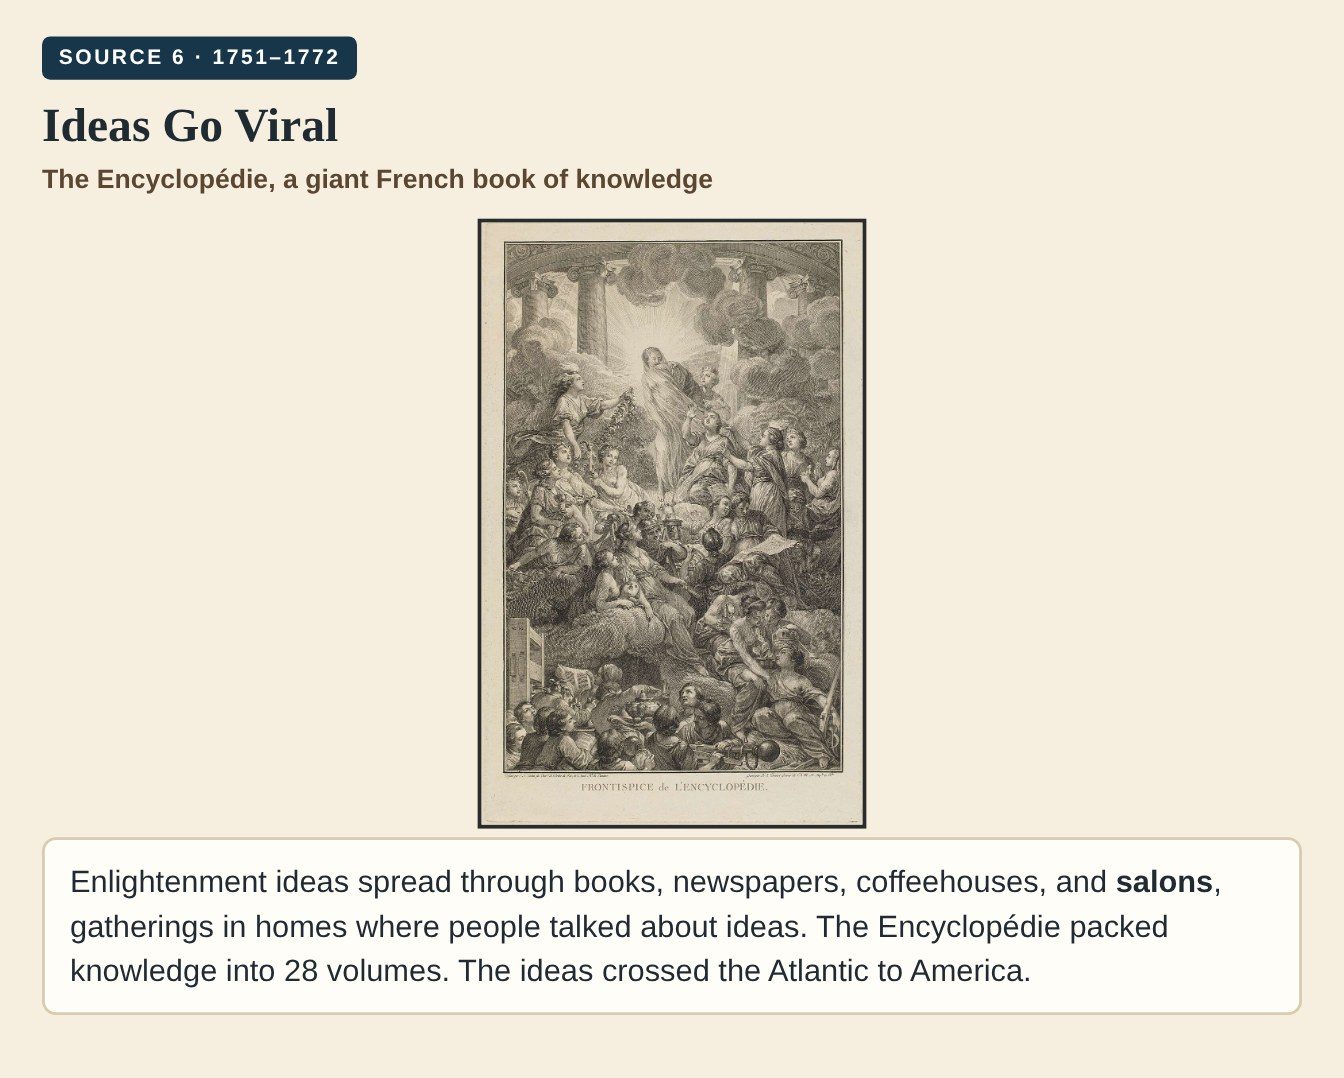 SOURCE 6 · 1751–1772
Ideas Go Viral
The Encyclopédie, a giant French book of knowledge
FRONTISPICE de L'ENCYCLOPÉDIE.
Enlightenment ideas spread through books, newspapers, coffeehouses, and salons,
gatherings in homes where people talked about ideas. The Encyclopédie packed
knowledge into 28 volumes. The ideas crossed the Atlantic to America.